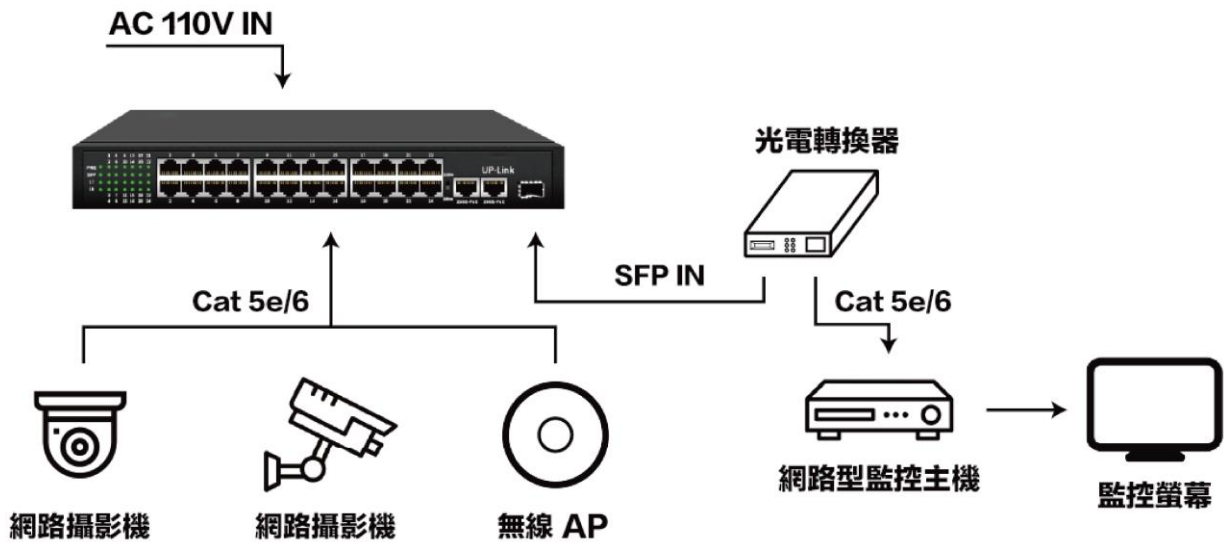 AC 110V IN
光電轉換器
UP-Link
SFP IN
Cat 5e/6
Cat 5e/6
網路型監控主機
監控螢幕
網路攝影機
網路攝影機
無線 AP